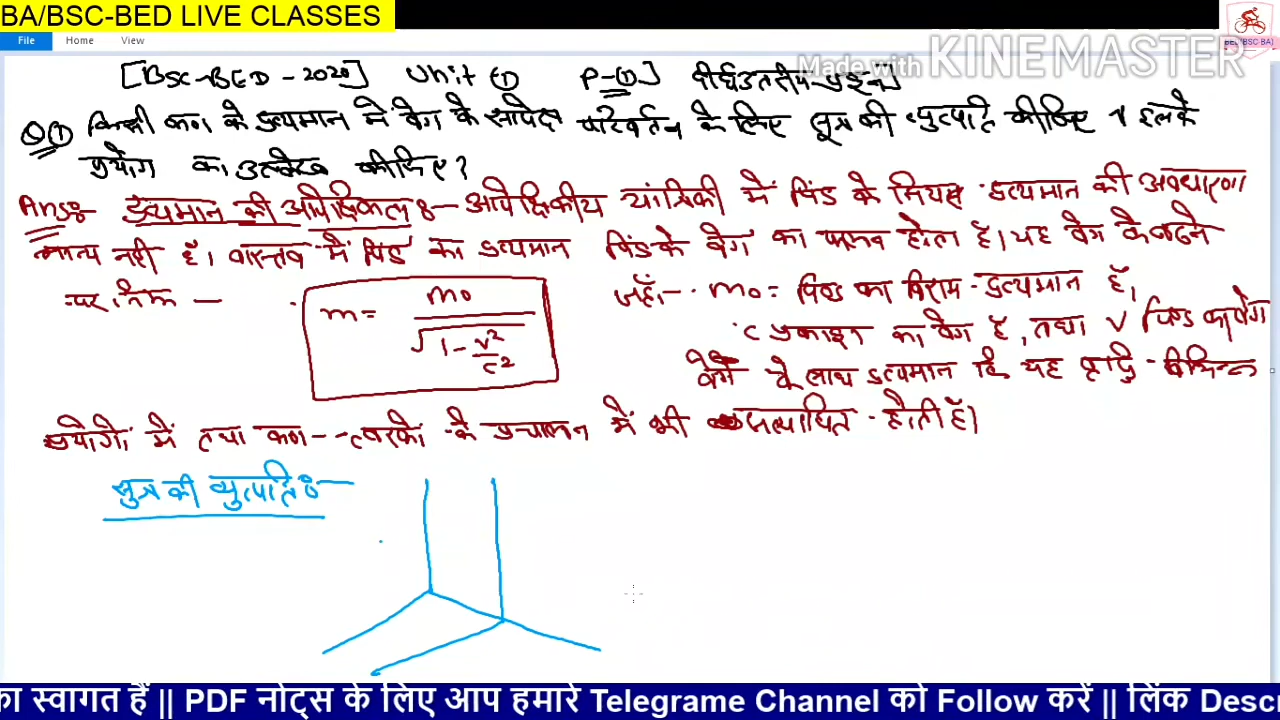 BA/BSC-BED LIVE CLASSES
File Home View
Made with KINEMASTER
[BSC-BED-2020] Unit ① P-① दीर्घउत्तरीय-प्रश्न
Q① किसी कण के द्रव्यमान में वेग के सापेक्ष परिवर्तन के लिए सूत्र की व्युत्पत्ति कीजिए व इसके
प्रयोग का उल्लेख कीजिए?
Ans:- द्रव्यमान की आपेक्षिकता:- आपेक्षिकीय यांत्रिकी में पिंड के नियत द्रव्यमान की अवधारणा
मान्य नहीं है। वास्तव में पिंड का द्रव्यमान पिंड के वेग का फलन होता है। यह वेग के बढने
पर —
m = m₀ / √(1 - v²/c²)
जहाँ- m₀ = पिण्ड का विराम द्रव्यमान है,
c प्रकाश का वेग है, तथा v पिंड का वेग
वेग के साथ द्रव्यमान कि यह वृद्धि विभिन्न
प्रयोगों में तथा कण-त्वरकों के प्रचालन में भी सत्यापित होती है।
सूत्र की व्युत्पत्ति:—
का स्वागत हैं || PDF नोट्स के लिए आप हमारे Telegrame Channel को Follow करें || लिंक Desc